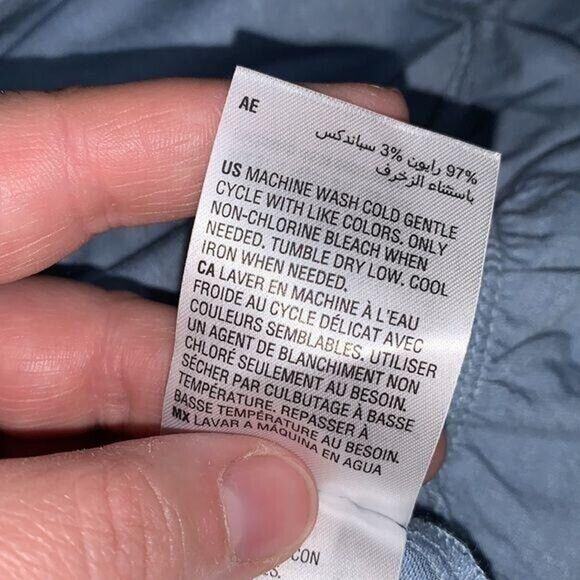 AE
97% رايون 3% سباندكس
باستثناء الزخرف
US MACHINE WASH COLD GENTLE
CYCLE WITH LIKE COLORS. ONLY
NON-CHLORINE BLEACH WHEN
NEEDED. TUMBLE DRY LOW. COOL
IRON WHEN NEEDED.
CA LAVER EN MACHINE À L'EAU
FROIDE AU CYCLE DÉLICAT AVEC
COULEURS SEMBLABLES. UTILISER
UN AGENT DE BLANCHIMENT NON
CHLORÉ SEULEMENT AU BESOIN.
SÉCHER PAR CULBUTAGE À BASSE
TEMPÉRATURE. REPASSER À
BASSE TEMPÉRATURE AU BESOIN.
MX LAVAR A MÁQUINA EN AGUA
CON